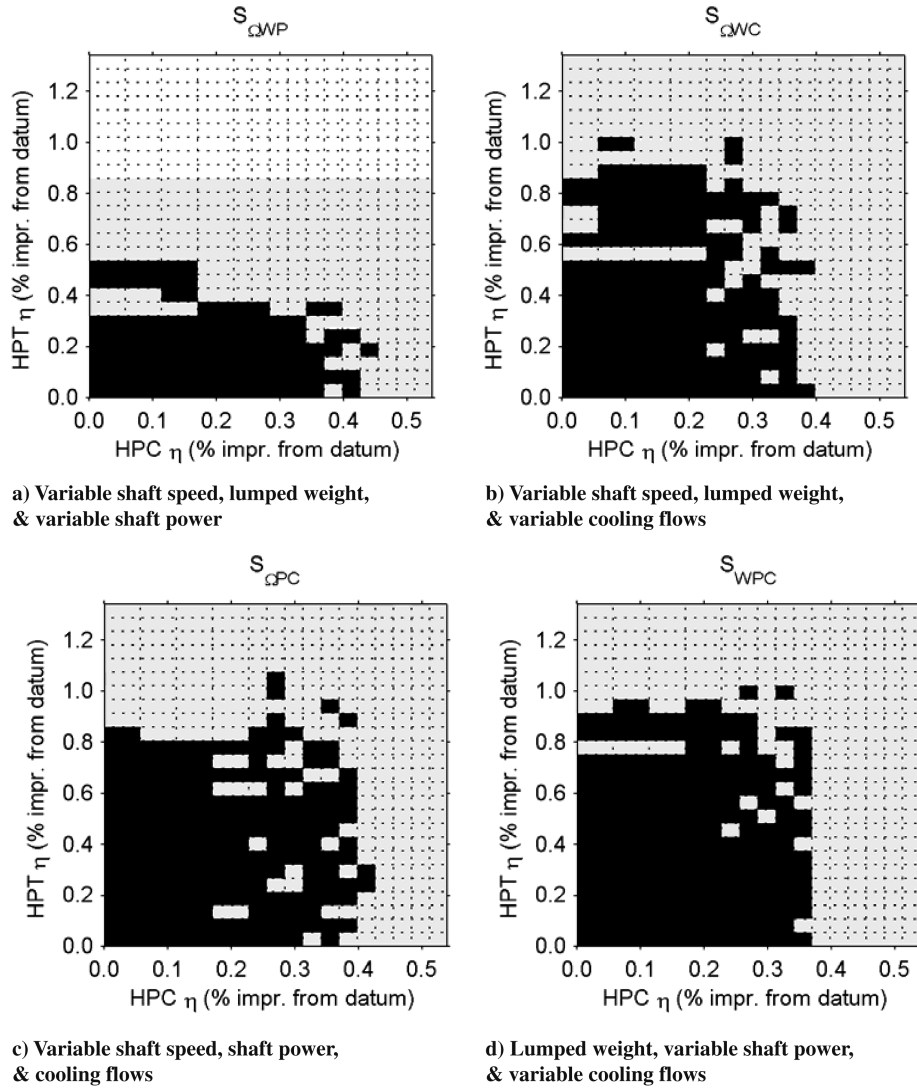 S_ΩWP
1.2
1.0
0.8
0.6
0.4
0.2
0.0
HPT η (% impr. from datum)
0.0 0.1 0.2 0.3 0.4 0.5
HPC η (% impr. from datum)
a) Variable shaft speed, lumped weight,
& variable shaft power
S_ΩWC
1.2
1.0
0.8
0.6
0.4
0.2
0.0
HPT η (% impr. from datum)
0.0 0.1 0.2 0.3 0.4 0.5
HPC η (% impr. from datum)
b) Variable shaft speed, lumped weight,
& variable cooling flows
S_ΩPC
1.2
1.0
0.8
0.6
0.4
0.2
0.0
HPT η (% impr. from datum)
0.0 0.1 0.2 0.3 0.4 0.5
HPC η (% impr. from datum)
c) Variable shaft speed, shaft power,
& cooling flows
S_WPC
1.2
1.0
0.8
0.6
0.4
0.2
0.0
HPT η (% impr. from datum)
0.0 0.1 0.2 0.3 0.4 0.5
HPC η (% impr. from datum)
d) Lumped weight, variable shaft power,
& variable cooling flows